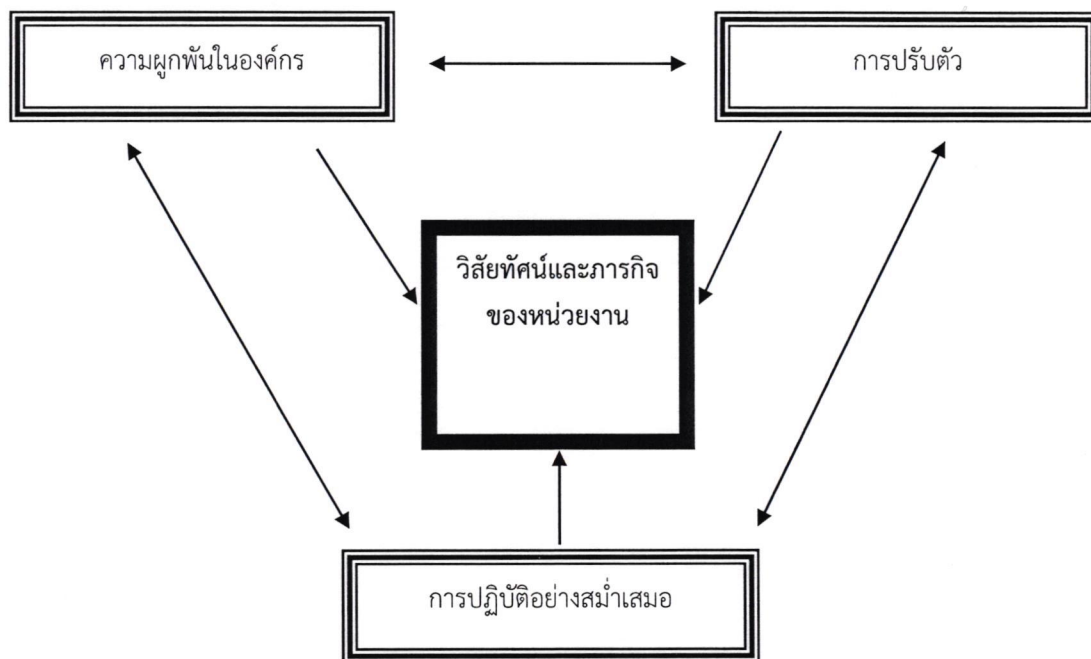 ความผูกพันในองค์กร
การปรับตัว
วิสัยทัศน์และภารกิจ
ของหน่วยงาน
การปฏิบัติอย่างสม่ำเสมอ